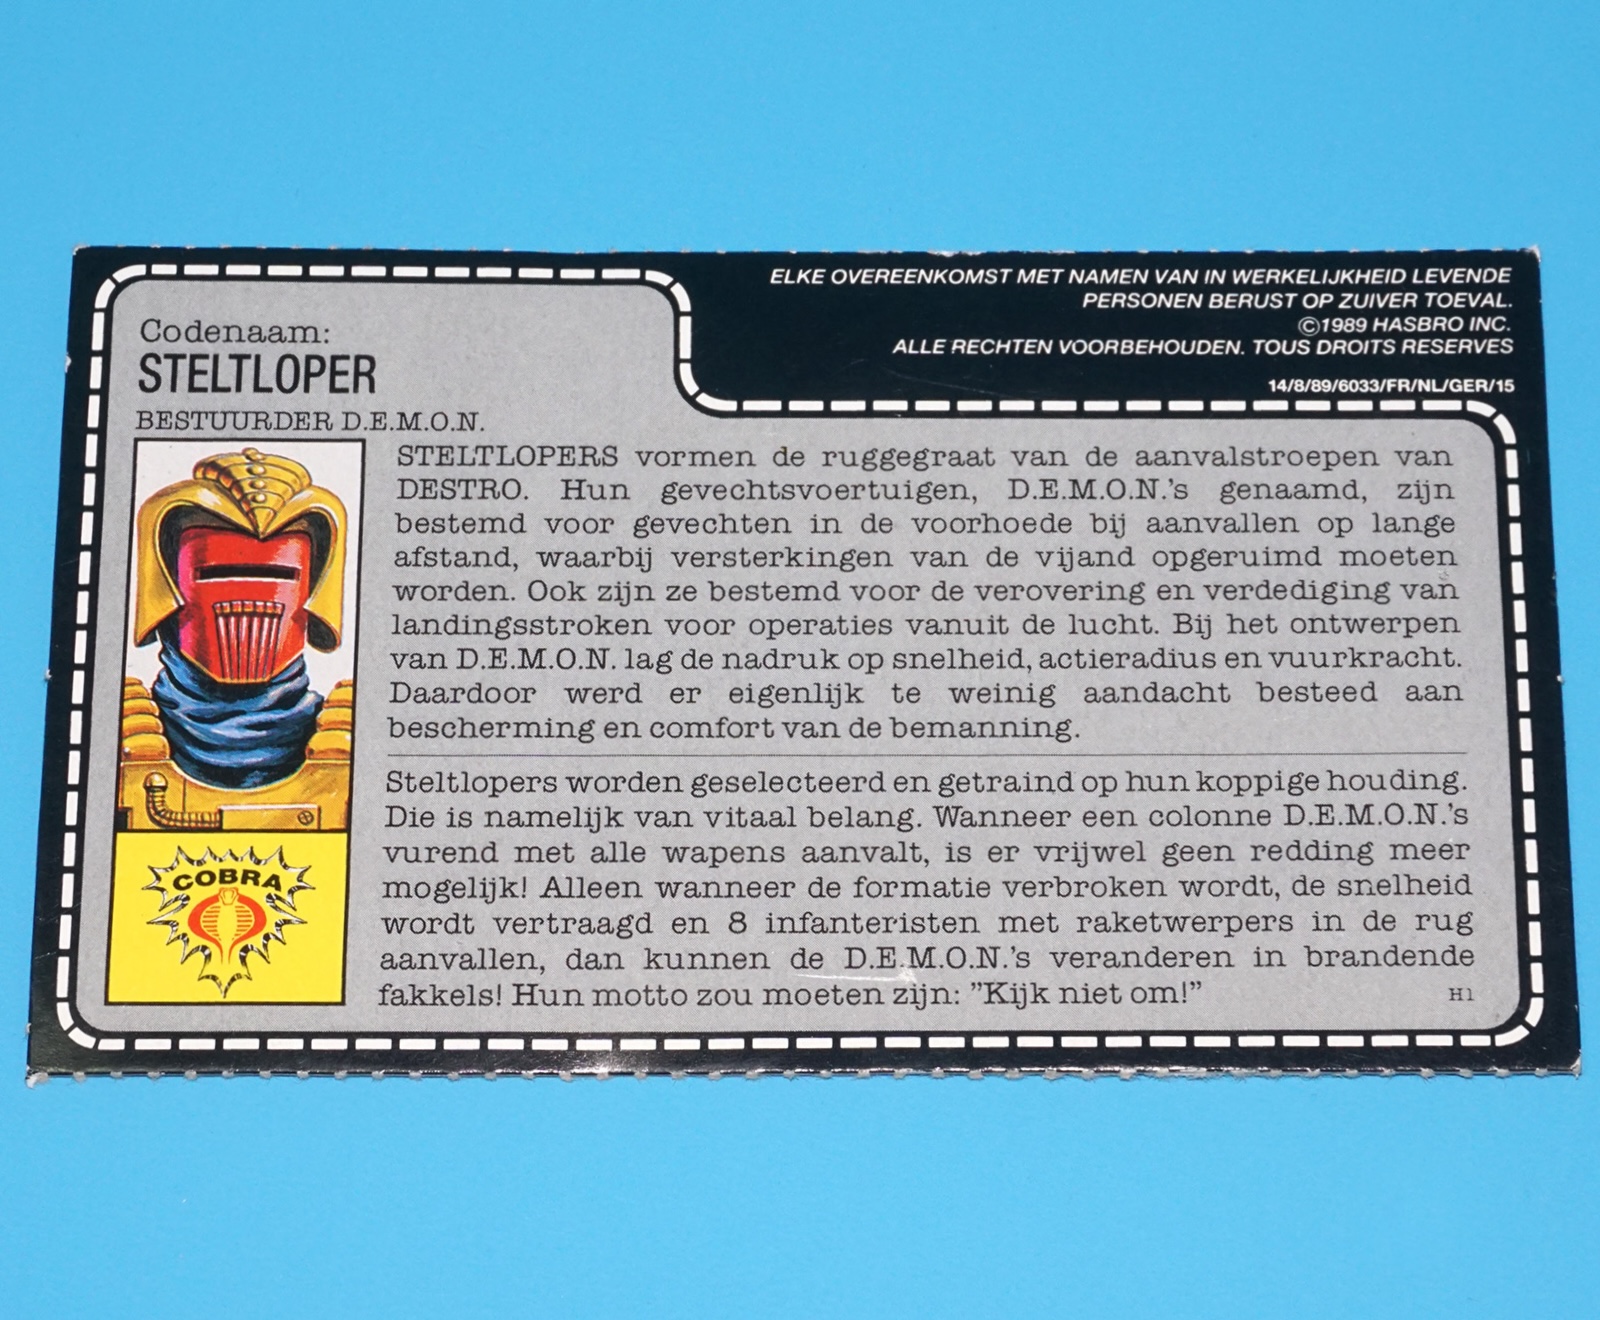 ELKE OVEREENKOMST MET NAMEN VAN IN WERKELIJKHEID LEVENDE
PERSONEN BERUST OP ZUIVER TOEVAL.
©1989 HASBRO INC.
ALLE RECHTEN VOORBEHOUDEN. TOUS DROITS RESERVES
14/8/89/6033/FR/NL/GER/15
Codenaam:
STELTLOPER
BESTUURDER D.E.M.O.N.
STELTLOPERS vormen de ruggegraat van de aanvalstroepen van
DESTRO. Hun gevechtsvoertuigen, D.E.M.O.N.'s genaamd, zijn
bestemd voor gevechten in de voorhoede bij aanvallen op lange
afstand, waarbij versterkingen van de vijand opgeruimd moeten
worden. Ook zijn ze bestemd voor de verovering en verdediging van
landingsstroken voor operaties vanuit de lucht. Bij het ontwerpen
van D.E.M.O.N. lag de nadruk op snelheid, actieradius en vuurkracht.
Daardoor werd er eigenlijk te weinig aandacht besteed aan
bescherming en comfort van de bemanning.
Steltlopers worden geselecteerd en getraind op hun koppige houding.
Die is namelijk van vitaal belang. Wanneer een colonne D.E.M.O.N.'s
vurend met alle wapens aanvalt, is er vrijwel geen redding meer
mogelijk! Alleen wanneer de formatie verbroken wordt, de snelheid
wordt vertraagd en 8 infanteristen met raketwerpers in de rug
aanvallen, dan kunnen de D.E.M.O.N.'s veranderen in brandende
fakkels! Hun motto zou moeten zijn: "Kijk niet om!"
H1
COBRA